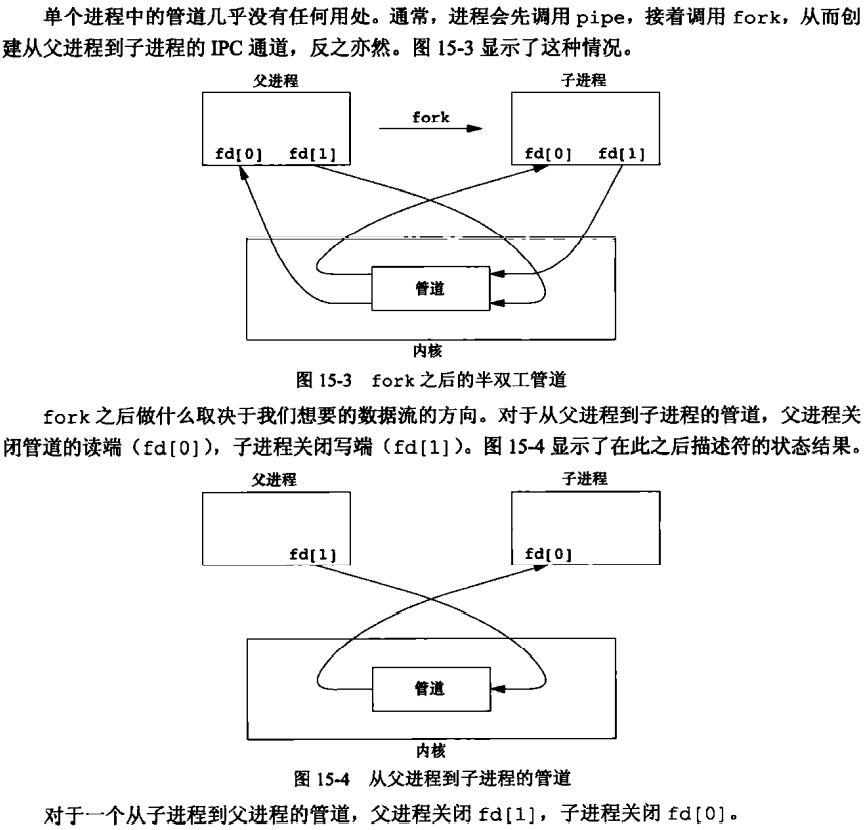 单个进程中的管道几乎没有任何用处。通常，进程会先调用 pipe，接着调用 fork，从而创
建从父进程到子进程的 IPC 通道，反之亦然。图 15-3 显示了这种情况。
父进程 子进程
fork
fd[0] fd[1] fd[0] fd[1]
管道
内核
图 15-3 fork 之后的半双工管道
fork 之后做什么取决于我们想要的数据流的方向。对于从父进程到子进程的管道，父进程关
闭管道的读端（fd[0]），子进程关闭写端（fd[1]）。图 15-4 显示了在此之后描述符的状态结果。
父进程 子进程
fd[1] fd[0]
管道
内核
图 15-4 从父进程到子进程的管道
对于一个从子进程到父进程的管道，父进程关闭 fd[1]，子进程关闭 fd[0]。